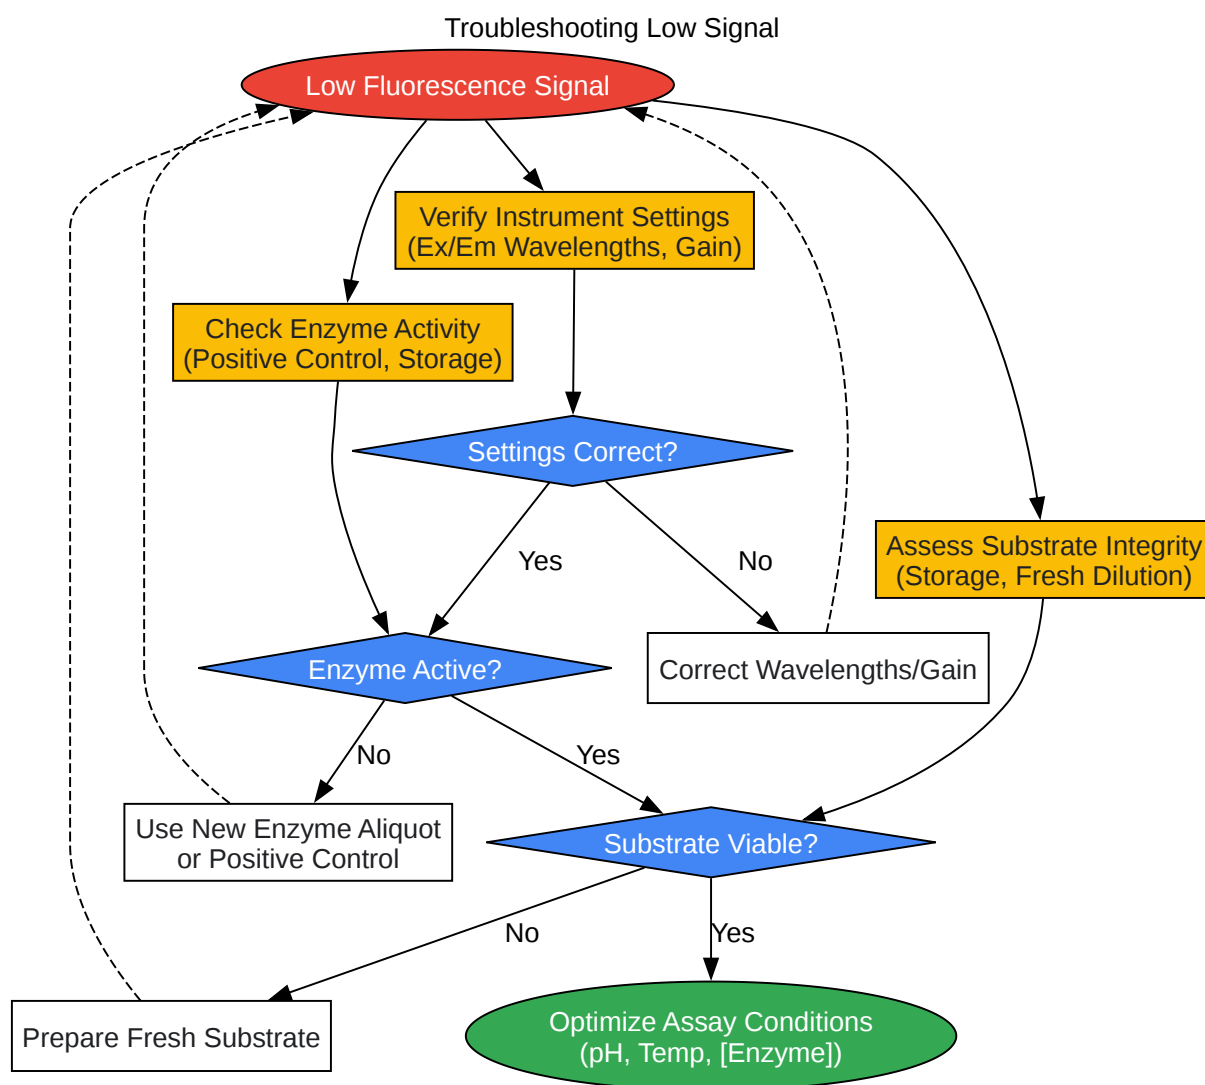 Troubleshooting Low Signal
Low Fluorescence Signal
Verify Instrument Settings
(Ex/Em Wavelengths, Gain)
Check Enzyme Activity
(Positive Control, Storage)
Settings Correct?
Assess Substrate Integrity
(Storage, Fresh Dilution)
Yes
No
Enzyme Active?
Correct Wavelengths/Gain
No
Yes
Use New Enzyme Aliquot
or Positive Control
Substrate Viable?
No
Yes
Prepare Fresh Substrate
Optimize Assay Conditions
(pH, Temp, [Enzyme])